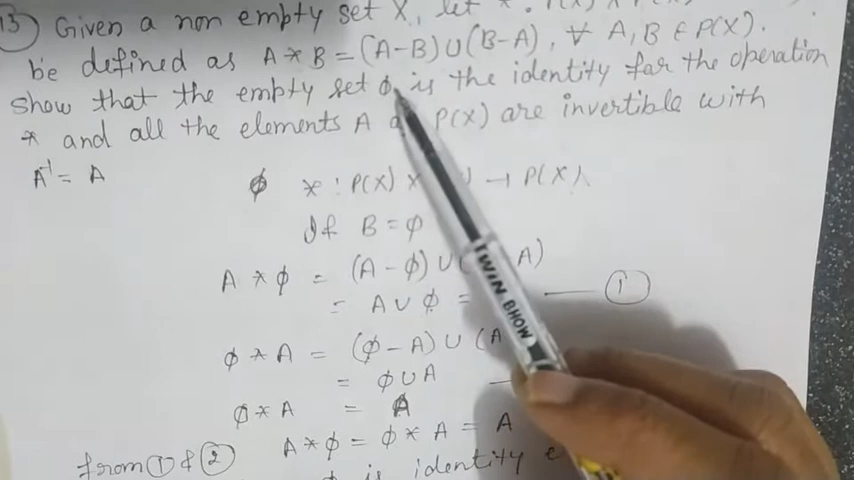 13) Given a non empty set X, let * : P(X) X
be defined as A * B = (A-B) ∪ (B-A), ∀ A, B ∈ P(X).
show that the empty set φ is the identity for the operation
* and all the elements A P(X) are invertible with
A⁻¹ = A
φ * : P(X) X → P(X)
If B = φ
A * φ = (A - φ) ∪ ( A)
= A ∪ φ = ——— 1
φ * A = (φ - A) ∪ (A
= φ ∪ A —
φ * A = A
A * φ = φ * A = A
from 1 & 2
is identity
TWIN BHOW